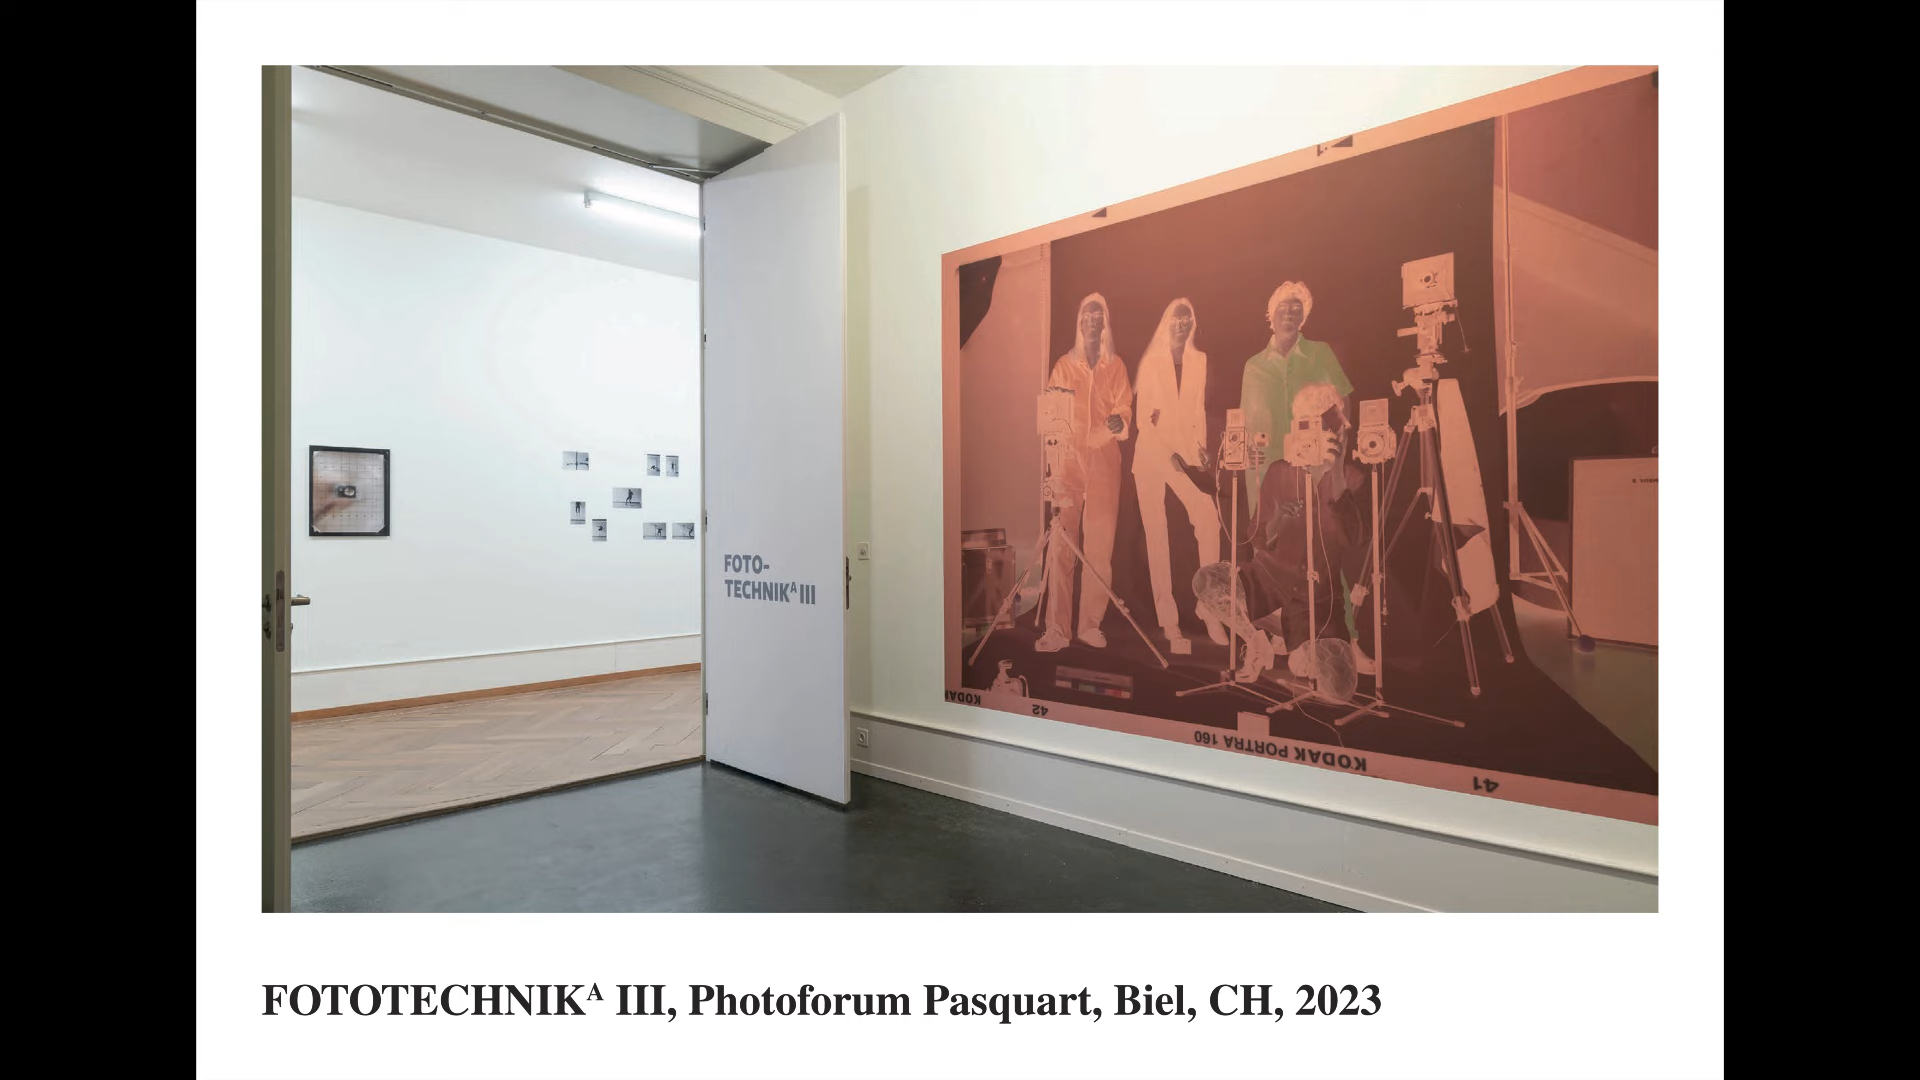 FOTO-
TECHNIKᴬ III
KODAK
42
KODAK PORTRA 160
41
FOTOTECHNIKᴬ III, Photoforum Pasquart, Biel, CH, 2023